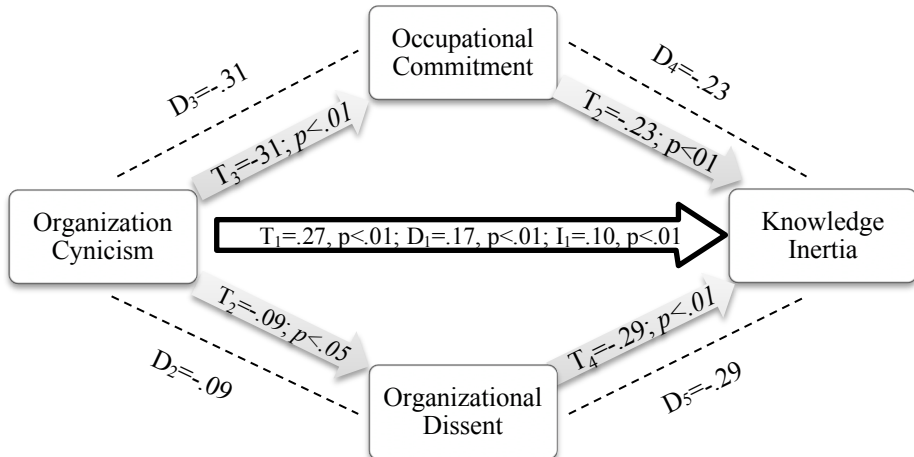 Occupational
Commitment
D₃=-.31
D₄=-.23
T₃=-31; p<.01
T₂=-.23; p<01
Organization
Cynicism
T₁=.27, p<.01; D₁=.17, p<.01; I₁=.10, p<.01
Knowledge
Inertia
T₂=-.09; p<.05
T₄=-.29; p<.01
D₂=-.09
D₅=-.29
Organizational
Dissent